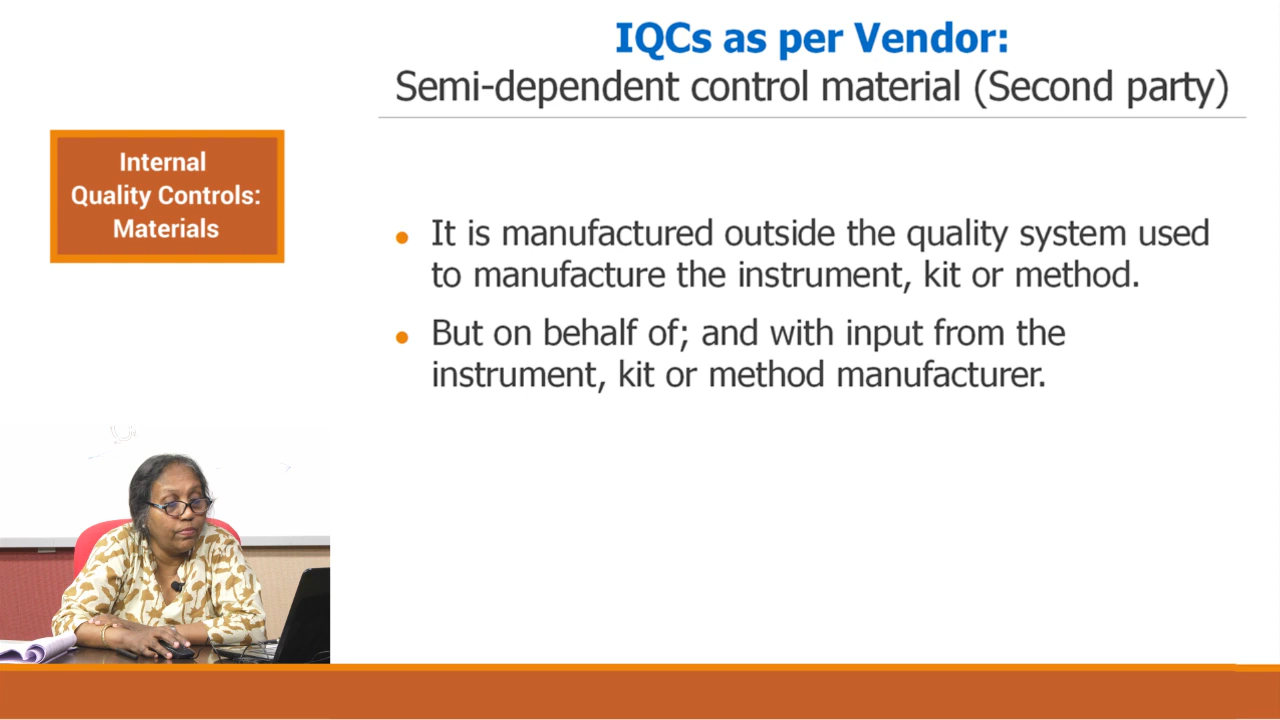 IQCs as per Vendor:
Semi-dependent control material (Second party)
Internal
Quality Controls:
Materials
• It is manufactured outside the quality system used
to manufacture the instrument, kit or method.
• But on behalf of; and with input from the
instrument, kit or method manufacturer.